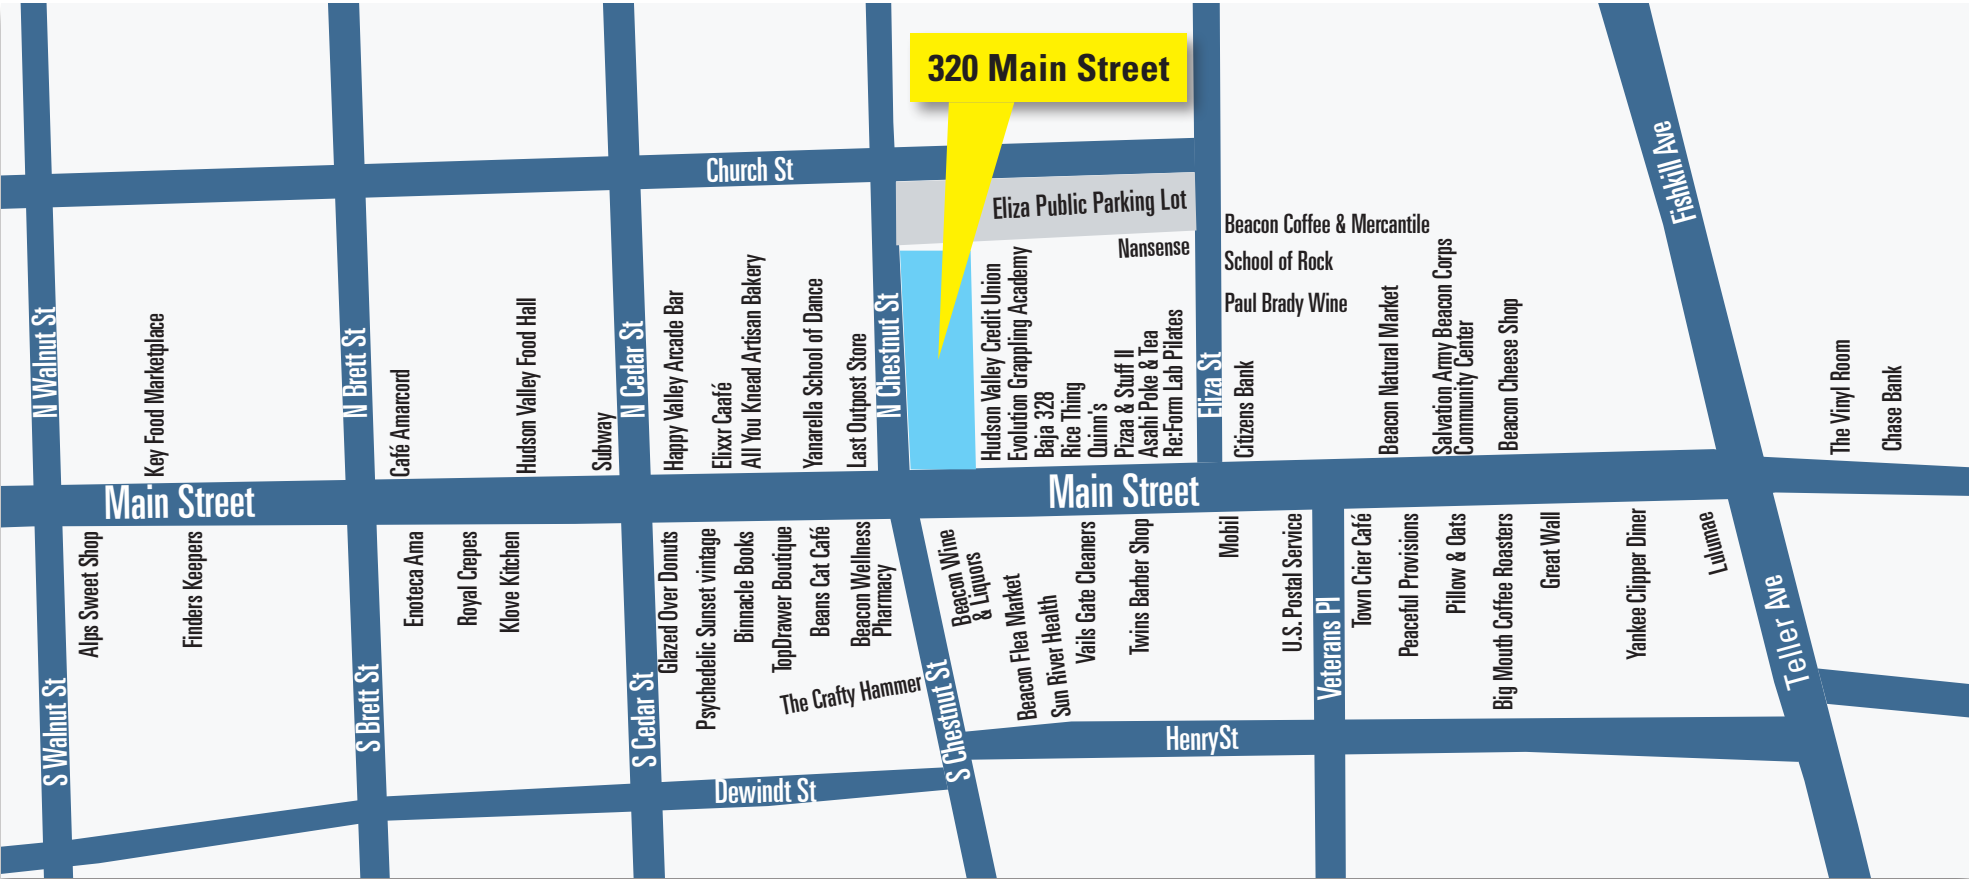 320 Main Street
Church St
Fishkill Ave
Eliza Public Parking Lot
Nansense
Beacon Coffee & Mercantile
School of Rock
Paul Brady Wine
N Walnut St
Key Food Marketplace
N Brett St
Café Amarcord
Hudson Valley Food Hall
Subway
N Cedar St
Happy Valley Arcade Bar
Elixxr Caafé
All You Knead Artisan Bakery
Yanarella School of Dance
Last Outpost Store
N Chestnut St
Hudson Valley Credit Union
Evolution Grappling Academy
Baja 328
Rice Thing
Quinn's
Pizaa & Stuff II
Asahi Poke & Tea
Re:Form Lab Pilates
Eliza St
Citizens Bank
Beacon Natural Market
Salvation Army Beacon Corps
Community Center
Beacon Cheese Shop
The Vinyl Room
Chase Bank
Main Street
Main Street
Alps Sweet Shop
Finders Keepers
Enoteca Ama
Royal Crepes
Klove Kitchen
Glazed Over Donuts
Psychedelic Sunset vintage
Binnacle Books
TopDraver Boutique
Beans Cat Café
Beacon Wellness
Pharmacy
The Crafty Hammer
Beacon Wine
& Liquors
Beacon Flea Market
Sun River Health
Vails Gate Cleaners
Twins Barber Shop
Mobil
U.S. Postal Service
Veterans Pl
Town Crier Café
Peaceful Provisions
Pillow & Oats
Big Mouth Coffee Roasters
Great Wall
Yankee Clipper Diner
Lulumae
Teller Ave
S Walnut St
S Brett St
S Cedar St
S Chestnut St
HenrySt
Dewindt St